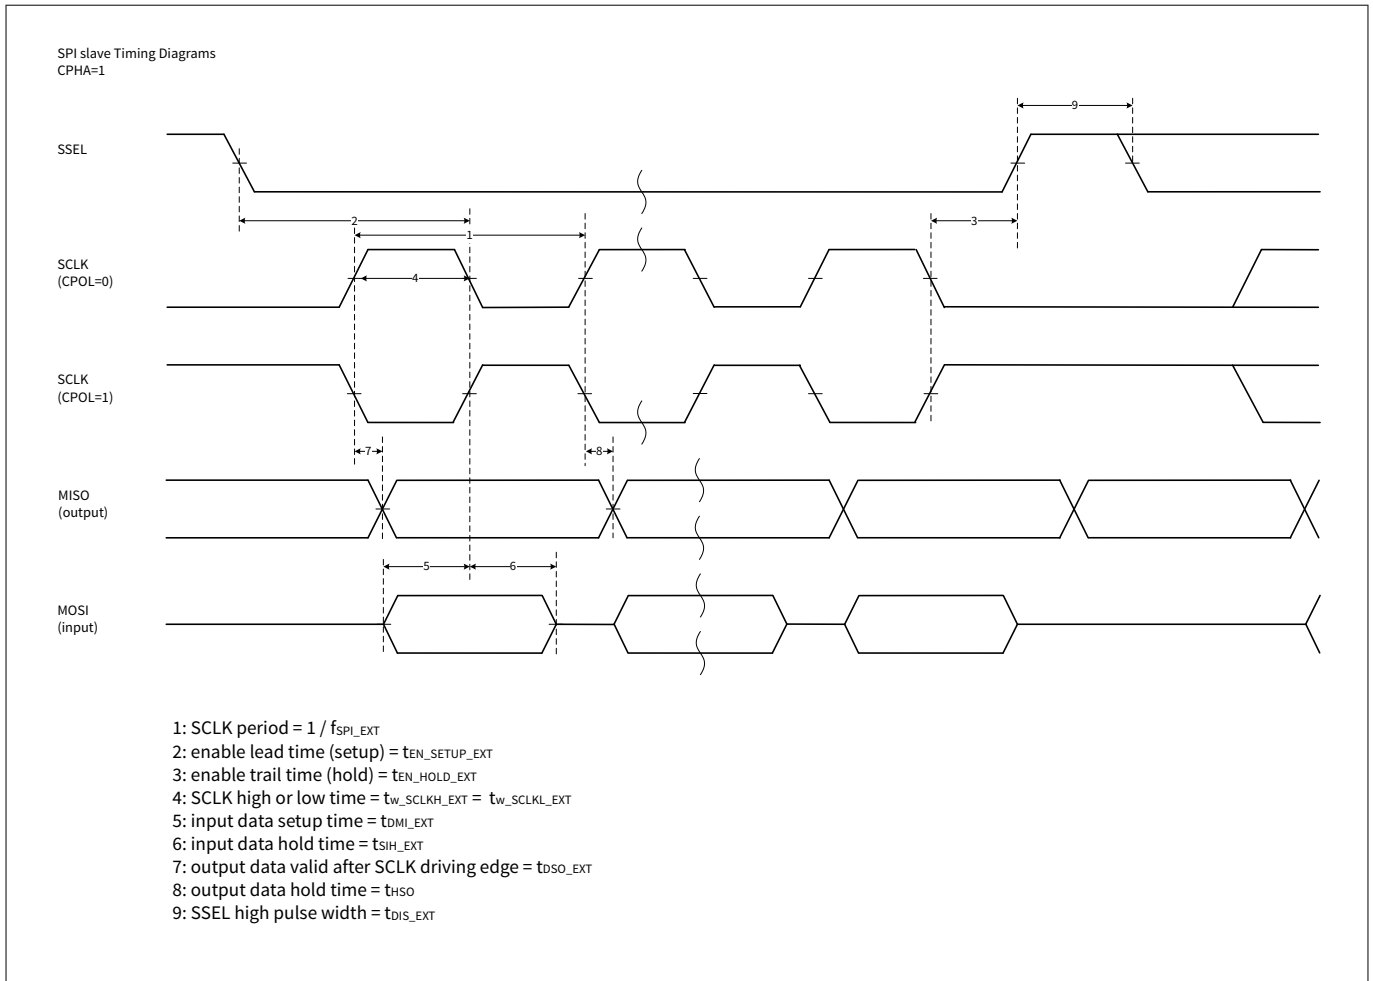 SPI slave Timing Diagrams
CPHA=1
9
SSEL
2
3
1
SCLK
(CPOL=0)
4
SCLK
(CPOL=1)
7
8
MISO
(output)
5
6
MOSI
(input)
1: SCLK period = 1 / fSPI_EXT
2: enable lead time (setup) = tEN_SETUP_EXT
3: enable trail time (hold) = tEN_HOLD_EXT
4: SCLK high or low time = tw_SCLKH_EXT = tw_SCLKL_EXT
5: input data setup time = tDMI_EXT
6: input data hold time = tSIH_EXT
7: output data valid after SCLK driving edge = tDSO_EXT
8: output data hold time = tHSO
9: SSEL high pulse width = tDIS_EXT